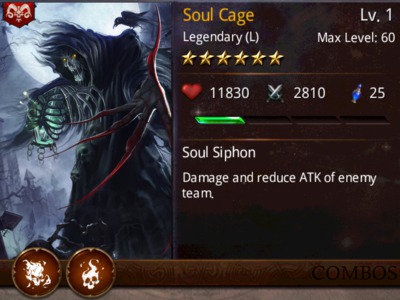 Soul Cage Lv. 1
Legendary (L) Max Level: 60
11830 2810 25
Soul Siphon
Damage and reduce ATK of enemy
team.
COMBOS